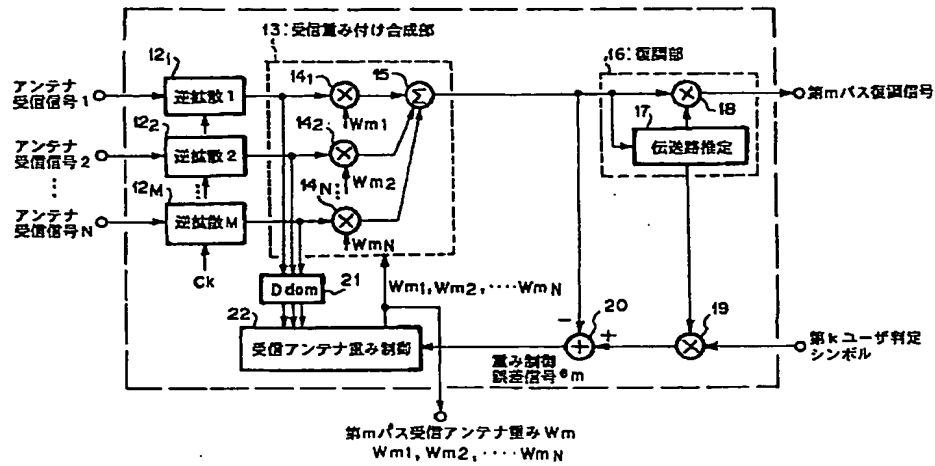 13:受信重み付け合成部
16:復調部
アンテナ
受信信号1
12₁
逆拡散1
14₁
15
Σ
Wm1
18
第mパス復調信号
17
伝送路推定
アンテナ
受信信号2
12₂
逆拡散2
14₂
Wm2
アンテナ
受信信号N
12M
逆拡散M
14N
WmN
Ck
Ddom
21
Wm1, Wm2, ····WmN
22
受信アンテナ重み制御
20
−
+
19
第kユーザ判定
シンボル
重み制御
誤差信号em
第mパス受信アンテナ重みWm
Wm1, Wm2, ····WmN